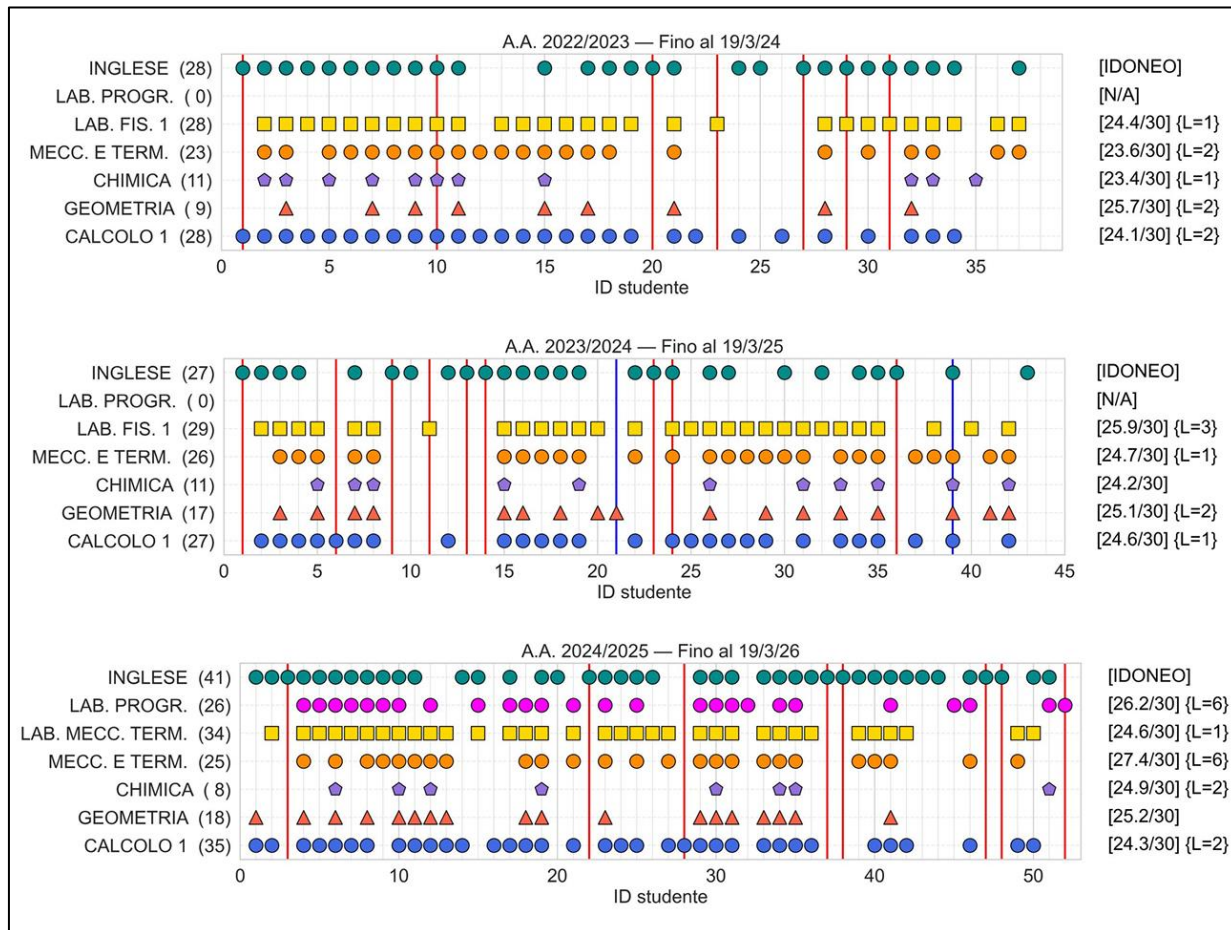 A.A. 2022/2023 — Fino al 19/3/24
INGLESE (28) [IDONEO]
LAB. PROGR. ( 0) [N/A]
LAB. FIS. 1 (28) [24.4/30] {L=1}
MECC. E TERM. (23) [23.6/30] {L=2}
CHIMICA (11) [23.4/30] {L=1}
GEOMETRIA ( 9) [25.7/30] {L=2}
CALCOLO 1 (28) [24.1/30] {L=2}
0 5 10 15 20 25 30 35
ID studente
A.A. 2023/2024 — Fino al 19/3/25
INGLESE (27) [IDONEO]
LAB. PROGR. ( 0) [N/A]
LAB. FIS. 1 (29) [25.9/30] {L=3}
MECC. E TERM. (26) [24.7/30] {L=1}
CHIMICA (11) [24.2/30]
GEOMETRIA (17) [25.1/30] {L=2}
CALCOLO 1 (27) [24.6/30] {L=1}
0 5 10 15 20 25 30 35 40 45
ID studente
A.A. 2024/2025 — Fino al 19/3/26
INGLESE (41) [IDONEO]
LAB. PROGR. (26) [26.2/30] {L=6}
LAB. MECC. TERM. (34) [24.6/30] {L=1}
MECC. E TERM. (25) [27.4/30] {L=6}
CHIMICA ( 8) [24.9/30] {L=2}
GEOMETRIA (18) [25.2/30]
CALCOLO 1 (35) [24.3/30] {L=2}
0 10 20 30 40 50
ID studente